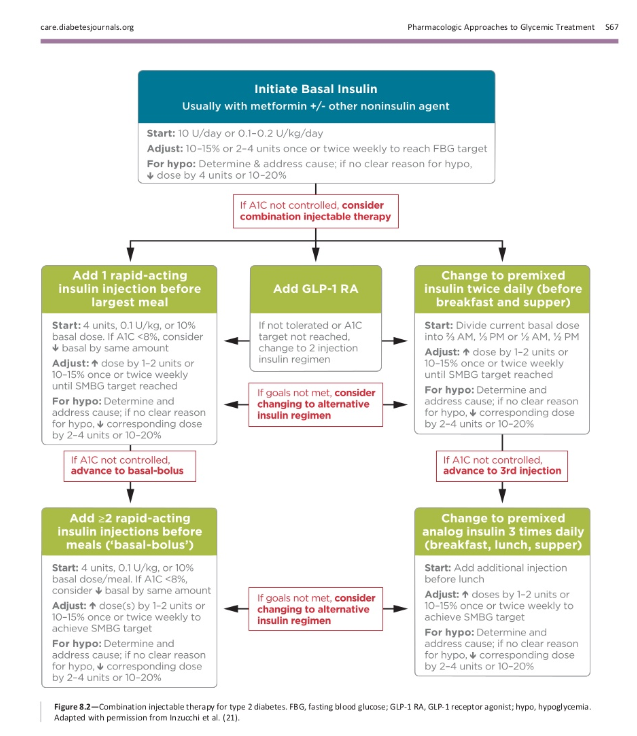 care.diabetesjournals.org
Pharmacologic Approaches to Glycemic Treatment S67
Initiate Basal Insulin
Usually with metformin +/- other noninsulin agent
Start: 10 U/day or 0.1–0.2 U/kg/day
Adjust: 10–15% or 2–4 units once or twice weekly to reach FBG target
For hypo: Determine & address cause; if no clear reason for hypo,
↓ dose by 4 units or 10–20%
If A1C not controlled, consider
combination injectable therapy
Add 1 rapid-acting
insulin injection before
largest meal
Start: 4 units, 0.1 U/kg, or 10%
basal dose. If A1C <8%, consider
↓ basal by same amount
Adjust: ↑ dose by 1–2 units or
10–15% once or twice weekly
until SMBG target reached
For hypo: Determine and
address cause; if no clear reason
for hypo, ↓ corresponding dose
by 2–4 units or 10–20%
Add GLP-1 RA
If not tolerated or A1C
target not reached,
change to 2 injection
insulin regimen
If goals not met, consider
changing to alternative
insulin regimen
Change to premixed
insulin twice daily (before
breakfast and supper)
Start: Divide current basal dose
into ⅔ AM, ⅓ PM or ½ AM, ½ PM
Adjust: ↑ dose by 1–2 units or
10–15% once or twice weekly
until SMBG target reached
For hypo: Determine and
address cause; if no clear reason
for hypo, ↓ corresponding dose
by 2–4 units or 10–20%
If A1C not controlled,
advance to basal-bolus
If A1C not controlled,
advance to 3rd injection
Add ≥2 rapid-acting
insulin injections before
meals ('basal-bolus')
Start: 4 units, 0.1 U/kg, or 10%
basal dose/meal. If A1C <8%,
consider ↓ basal by same amount
Adjust: ↑ dose(s) by 1–2 units or
10–15% once or twice weekly to
achieve SMBG target
For hypo: Determine and
address cause; if no clear reason
for hypo, ↓ corresponding dose
by 2–4 units or 10–20%
If goals not met, consider
changing to alternative
insulin regimen
Change to premixed
analog insulin 3 times daily
(breakfast, lunch, supper)
Start: Add additional injection
before lunch
Adjust: ↑ doses by 1–2 units or
10–15% once or twice weekly to
achieve SMBG target
For hypo: Determine and
address cause; if no clear reason
for hypo, ↓ corresponding dose
by 2–4 units or 10–20%
Figure 8.2—Combination injectable therapy for type 2 diabetes. FBG, fasting blood glucose; GLP-1 RA, GLP-1 receptor agonist; hypo, hypoglycemia.
Adapted with permission from Inzucchi et al. (21).